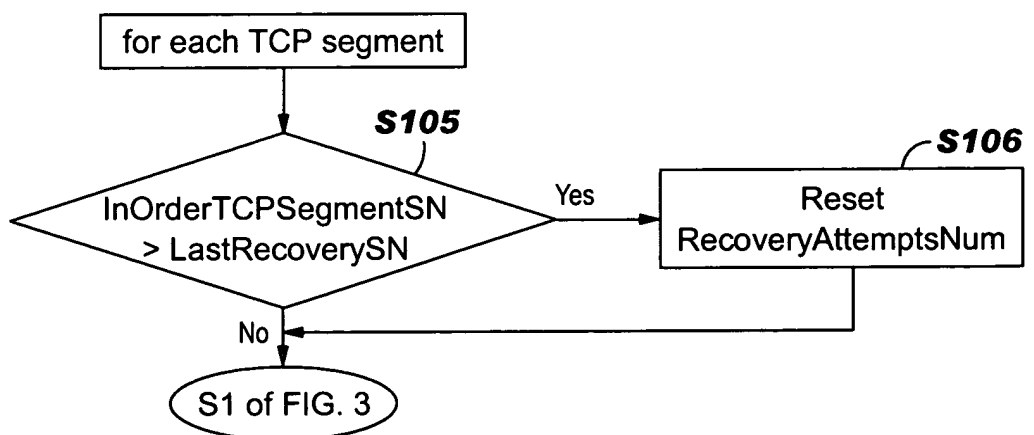 for each TCP segment
S105
InOrderTCPSegmentSN
> LastRecoverySN
Yes
S106
Reset
RecoveryAttemptsNum
No
S1 of FIG. 3